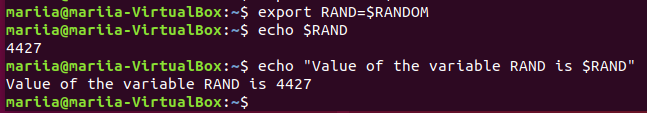 mariia@mariia-VirtualBox:~$ export RAND=$RANDOM
mariia@mariia-VirtualBox:~$ echo $RAND
4427
mariia@mariia-VirtualBox:~$ echo "Value of the variable RAND is $RAND"
Value of the variable RAND is 4427
mariia@mariia-VirtualBox:~$